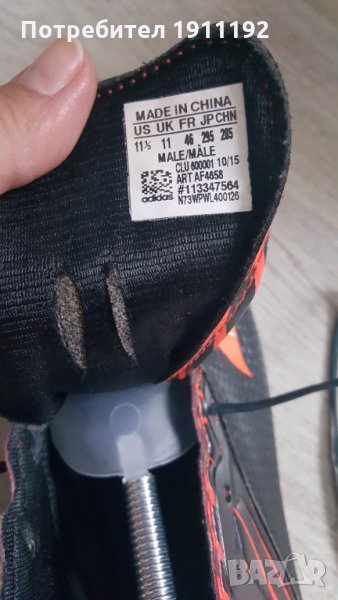 Потребител 1911192
MADE IN CHINA
US UK FR JP CHN
11½ 11 46 295 285
MALE/MÂLE
CLU 600001 10/15
ART AF4658
#113347564
N73WPWL400126
adidas
BAZAR